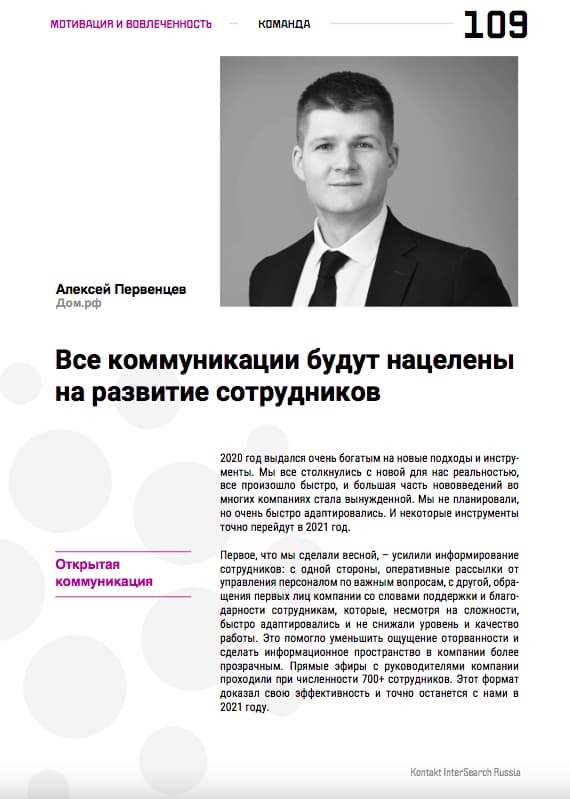 МОТИВАЦИЯ И ВОВЛЕЧЕННОСТЬ — КОМАНДА 109
Алексей Первенцев
Дом.рф
Все коммуникации будут нацелены
на развитие сотрудников
2020 год выдался очень богатым на новые подходы и инстру-
менты. Мы все столкнулись с новой для нас реальностью,
все произошло быстро, и большая часть нововведений во
многих компаниях стала вынужденной. Мы не планировали,
но очень быстро адаптировались. И некоторые инструменты
точно перейдут в 2021 год.
Открытая
коммуникация
Первое, что мы сделали весной, – усилили информирование
сотрудников: с одной стороны, оперативные рассылки от
управления персоналом по важным вопросам, с другой, обра-
щения первых лиц компании со словами поддержки и благо-
дарности сотрудникам, которые, несмотря на сложности,
быстро адаптировались и не снижали уровень и качество
работы. Это помогло уменьшить ощущение оторванности и
сделать информационное пространство в компании более
прозрачным. Прямые эфиры с руководителями компании
проходили при численности 700+ сотрудников. Этот формат
доказал свою эффективность и точно останется с нами в
2021 году.
Kontakt InterSearch Russia